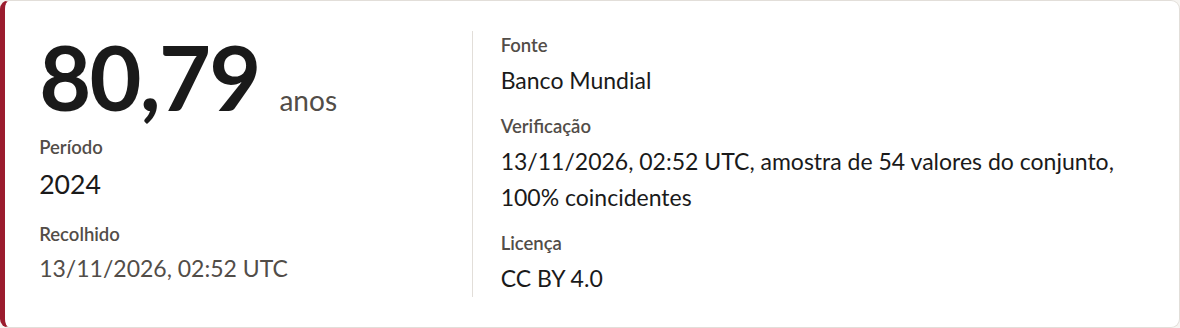 80,79 anos
Período
2024
Recolhido
13/11/2026, 02:52 UTC
Fonte
Banco Mundial
Verificação
13/11/2026, 02:52 UTC, amostra de 54 valores do conjunto,
100% coincidentes
Licença
CC BY 4.0